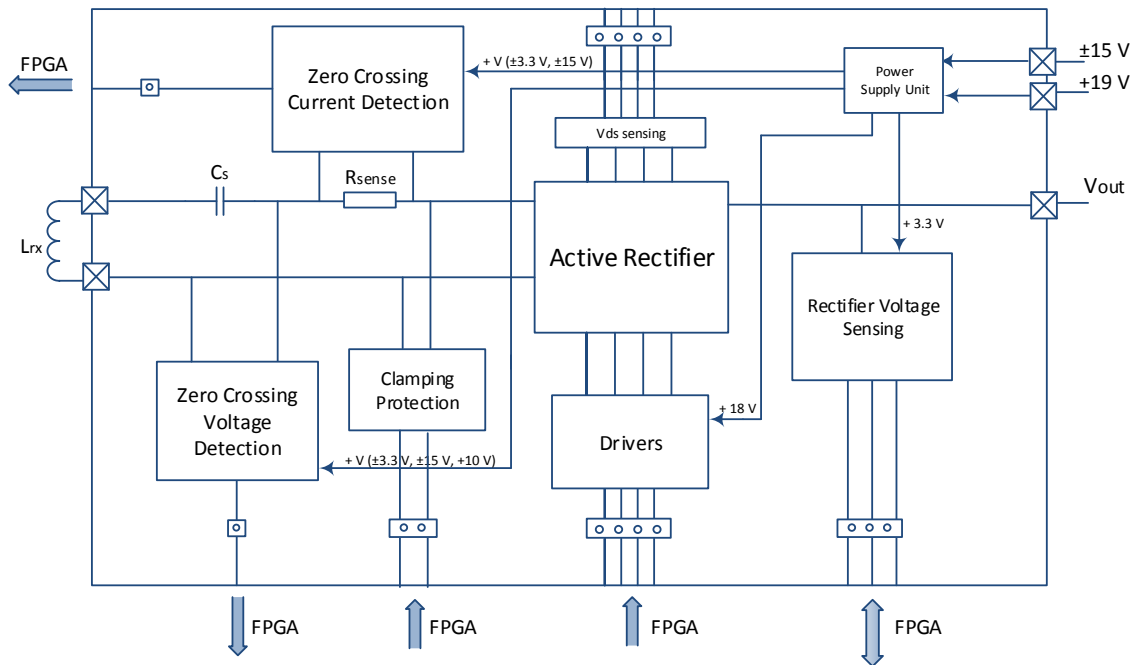 FPGA
Zero Crossing
Current Detection
+ V (±3.3 V, ±15 V)
Power
Supply Unit
±15 V
+19 V
Vds sensing
Cs
Rsense
Lrx
Active Rectifier
Vout
+ 3.3 V
Rectifier Voltage
Sensing
Clamping
Protection
Zero Crossing
Voltage
Detection
+ 18 V
Drivers
+ V (±3.3 V, ±15 V, +10 V)
FPGA
FPGA
FPGA
FPGA